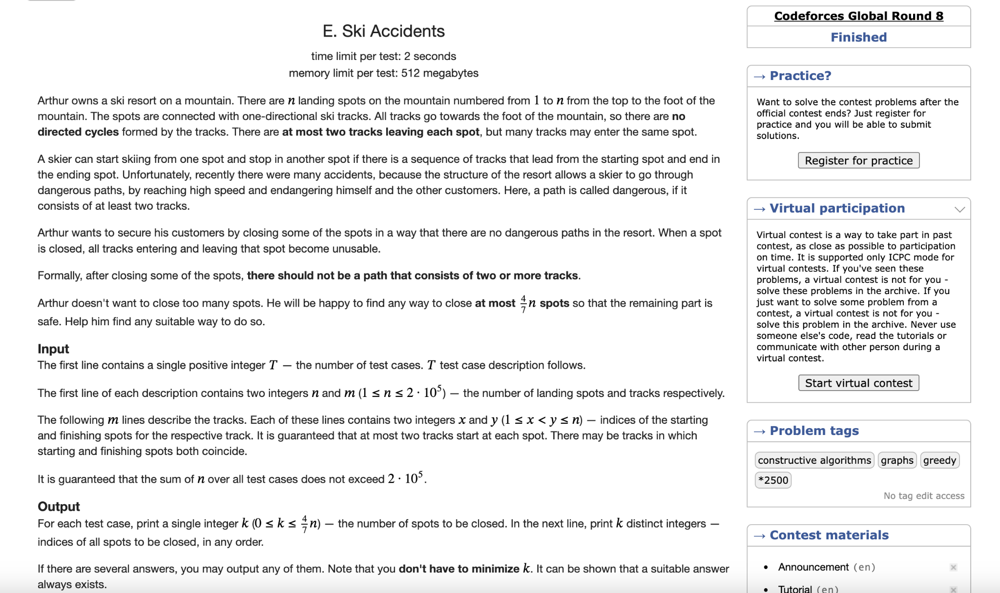 E. Ski Accidents
time limit per test: 2 seconds
memory limit per test: 512 megabytes
Arthur owns a ski resort on a mountain. There are n landing spots on the mountain numbered from 1 to n from the top to the foot of the
mountain. The spots are connected with one-directional ski tracks. All tracks go towards the foot of the mountain, so there are no
directed cycles formed by the tracks. There are at most two tracks leaving each spot, but many tracks may enter the same spot.
A skier can start skiing from one spot and stop in another spot if there is a sequence of tracks that lead from the starting spot and end in
the ending spot. Unfortunately, recently there were many accidents, because the structure of the resort allows a skier to go through
dangerous paths, by reaching high speed and endangering himself and the other customers. Here, a path is called dangerous, if it
consists of at least two tracks.
Arthur wants to secure his customers by closing some of the spots in a way that there are no dangerous paths in the resort. When a spot
is closed, all tracks entering and leaving that spot become unusable.
Formally, after closing some of the spots, there should not be a path that consists of two or more tracks.
Arthur doesn't want to close too many spots. He will be happy to find any way to close at most 4/7 n spots so that the remaining part is
safe. Help him find any suitable way to do so.
Input
The first line contains a single positive integer T — the number of test cases. T test case description follows.
The first line of each description contains two integers n and m (1 ≤ n ≤ 2 · 10^5) — the number of landing spots and tracks respectively.
The following m lines describe the tracks. Each of these lines contains two integers x and y (1 ≤ x < y ≤ n) — indices of the starting
and finishing spots for the respective track. It is guaranteed that at most two tracks start at each spot. There may be tracks in which
starting and finishing spots both coincide.
It is guaranteed that the sum of n over all test cases does not exceed 2 · 10^5.
Output
For each test case, print a single integer k (0 ≤ k ≤ 4/7 n) — the number of spots to be closed. In the next line, print k distinct integers —
indices of all spots to be closed, in any order.
If there are several answers, you may output any of them. Note that you don't have to minimize k. It can be shown that a suitable answer
always exists.
Codeforces Global Round 8
Finished
→ Practice?
Want to solve the contest problems after the
official contest ends? Just register for
practice and you will be able to submit
solutions.
Register for practice
→ Virtual participation
Virtual contest is a way to take part in past
contest, as close as possible to participation
on time. It is supported only ICPC mode for
virtual contests. If you've seen these
problems, a virtual contest is not for you -
solve these problems in the archive. If you
just want to solve some problem from a
contest, a virtual contest is not for you -
solve this problem in the archive. Never use
someone else's code, read the tutorials or
communicate with other person during a
virtual contest.
Start virtual contest
→ Problem tags
constructive algorithms graphs greedy
*2500
No tag edit access
→ Contest materials
• Announcement (en)
• Tutorial (en)